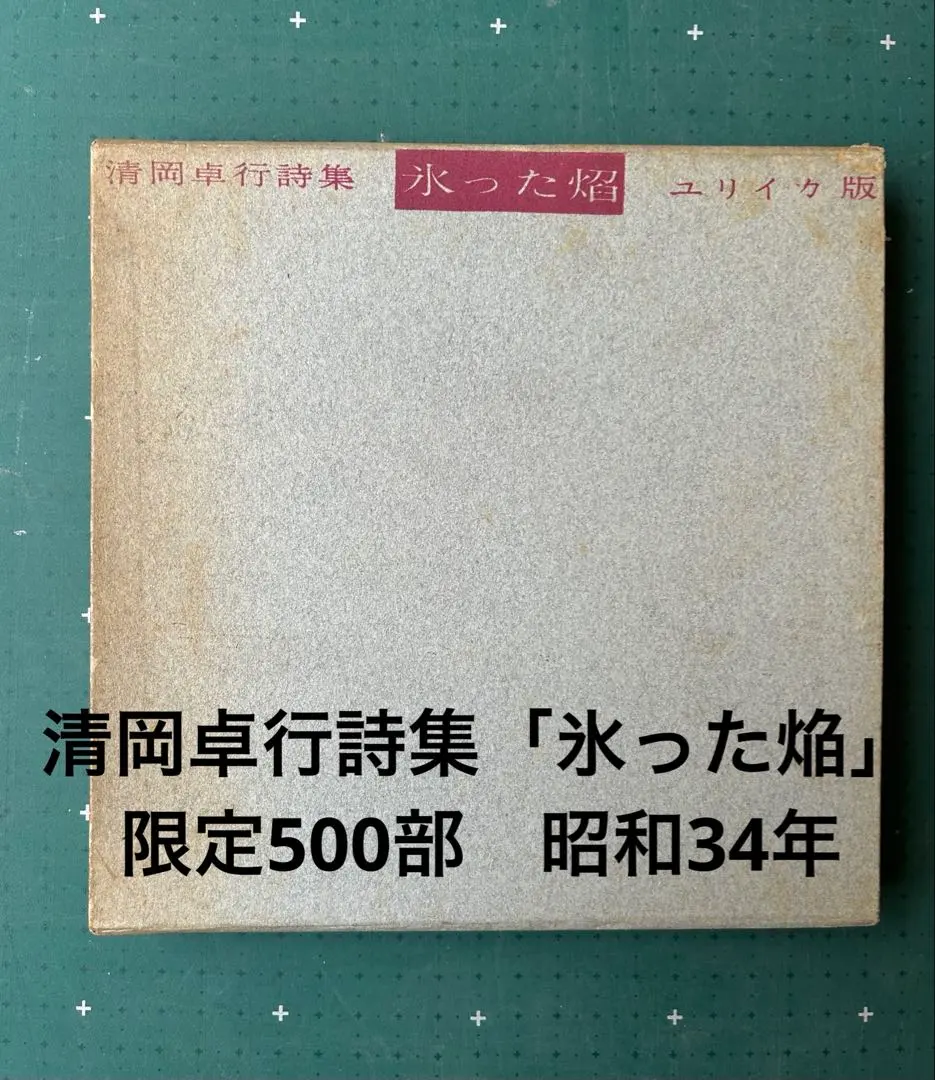 清岡卓行詩集 氷った焔 ユリイカ版
清岡卓行詩集「氷った焔」
限定500部　昭和34年